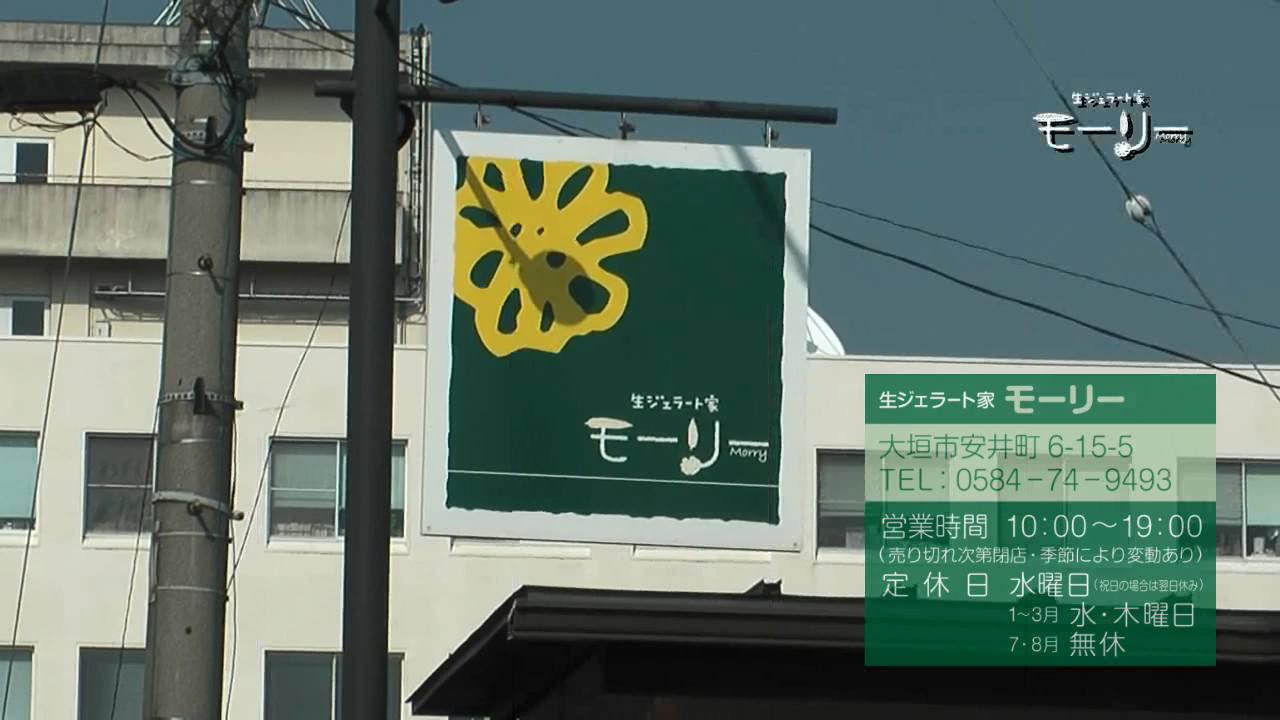 生ジェラート家
モーリー
Morry
生ジェラート家
モーリー
Morry
生ジェラート家 モーリー
大垣市安井町 6-15-5
TEL：0584－74－9493
営業時間 10：00～19：00
（売り切れ次第閉店・季節により変動あり）
定休日 水曜日（祝日の場合は翌日休み）
1～3月 水・木曜日
7・8月 無休